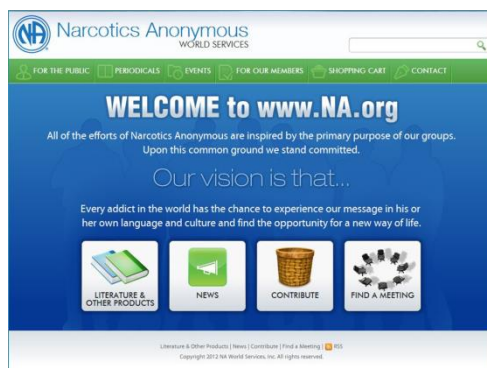 NA
Narcotics Anonymous
WORLD SERVICES
FOR THE PUBLIC PERIODICALS EVENTS FOR OUR MEMBERS SHOPPING CART CONTACT
WELCOME to www.NA.org
All of the efforts of Narcotics Anonymous are inspired by the primary purpose of our groups.
Upon this common ground we stand committed.
Our vision is that...
Every addict in the world has the chance to experience our message in his or
her own language and culture and find the opportunity for a new way of life.
LITERATURE &
OTHER PRODUCTS
NEWS
CONTRIBUTE
FIND A MEETING
Literature & Other Products | News | Contribute | Find a Meeting | RSS
Copyright 2012 NA World Services, Inc. All rights reserved.